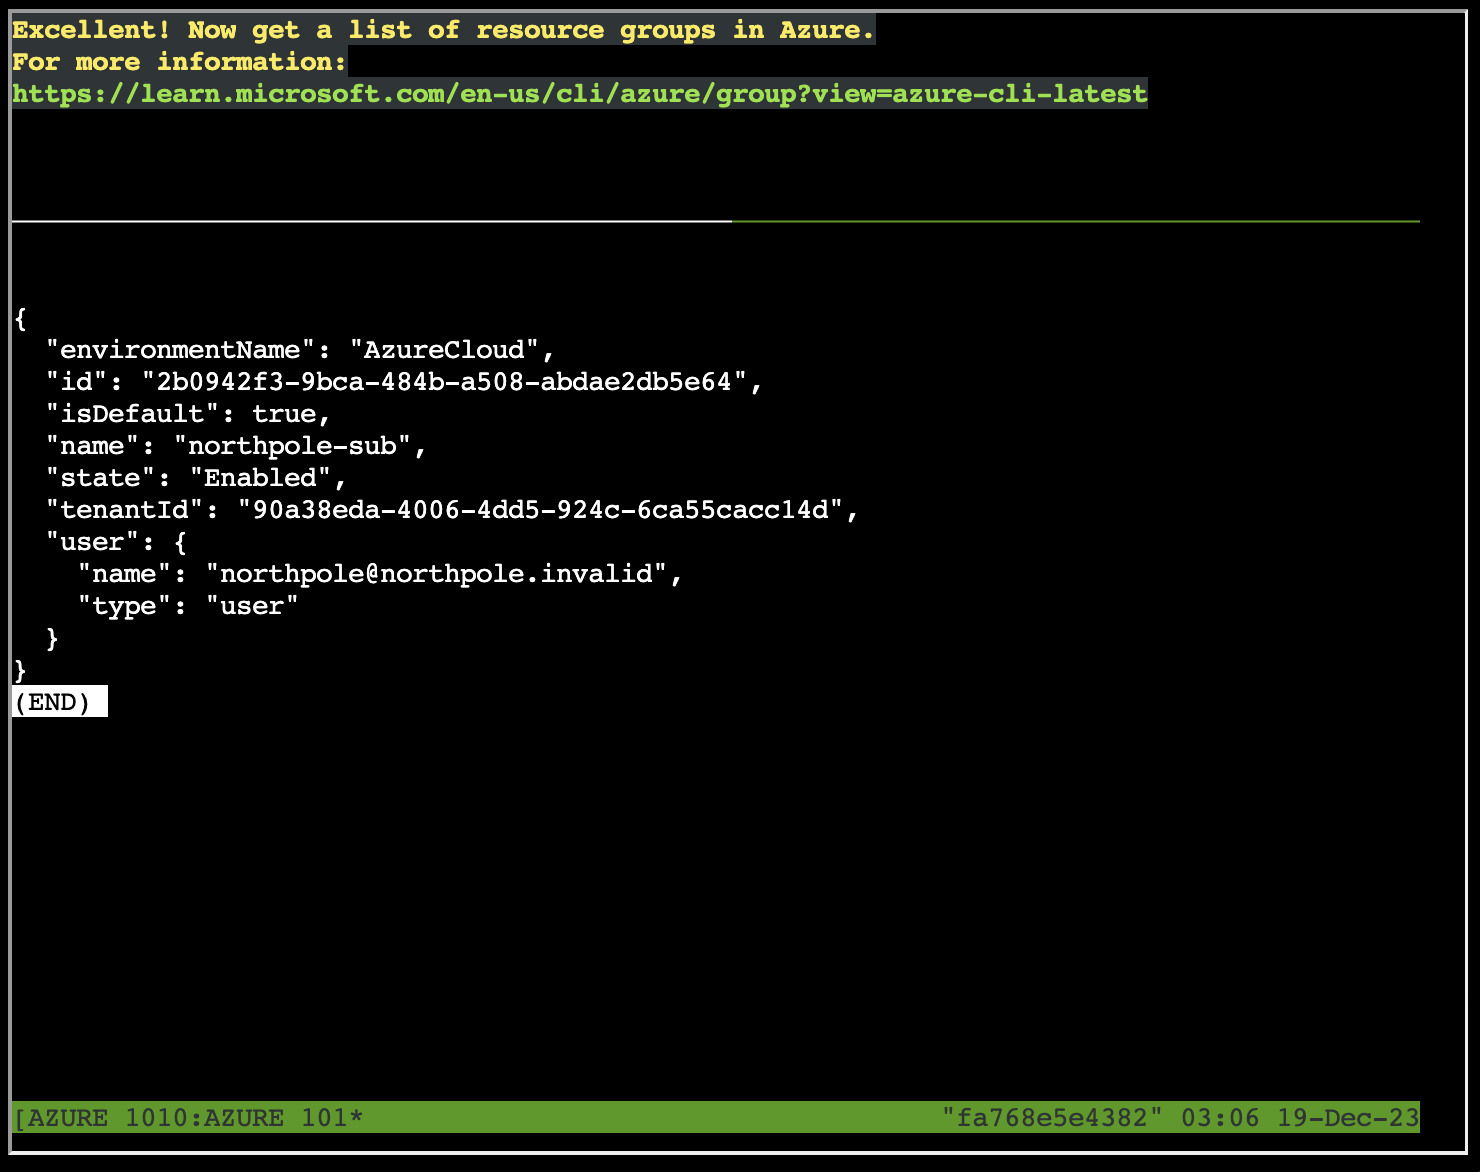 Excellent! Now get a list of resource groups in Azure.
For more information:
https://learn.microsoft.com/en-us/cli/azure/group?view=azure-cli-latest
{
  "environmentName": "AzureCloud",
  "id": "2b0942f3-9bca-484b-a508-abdae2db5e64",
  "isDefault": true,
  "name": "northpole-sub",
  "state": "Enabled",
  "tenantId": "90a38eda-4006-4dd5-924c-6ca55cacc14d",
  "user": {
    "name": "northpole@northpole.invalid",
    "type": "user"
  }
}
(END)
[AZURE 1010:AZURE 101* "fa768e5e4382" 03:06 19-Dec-23